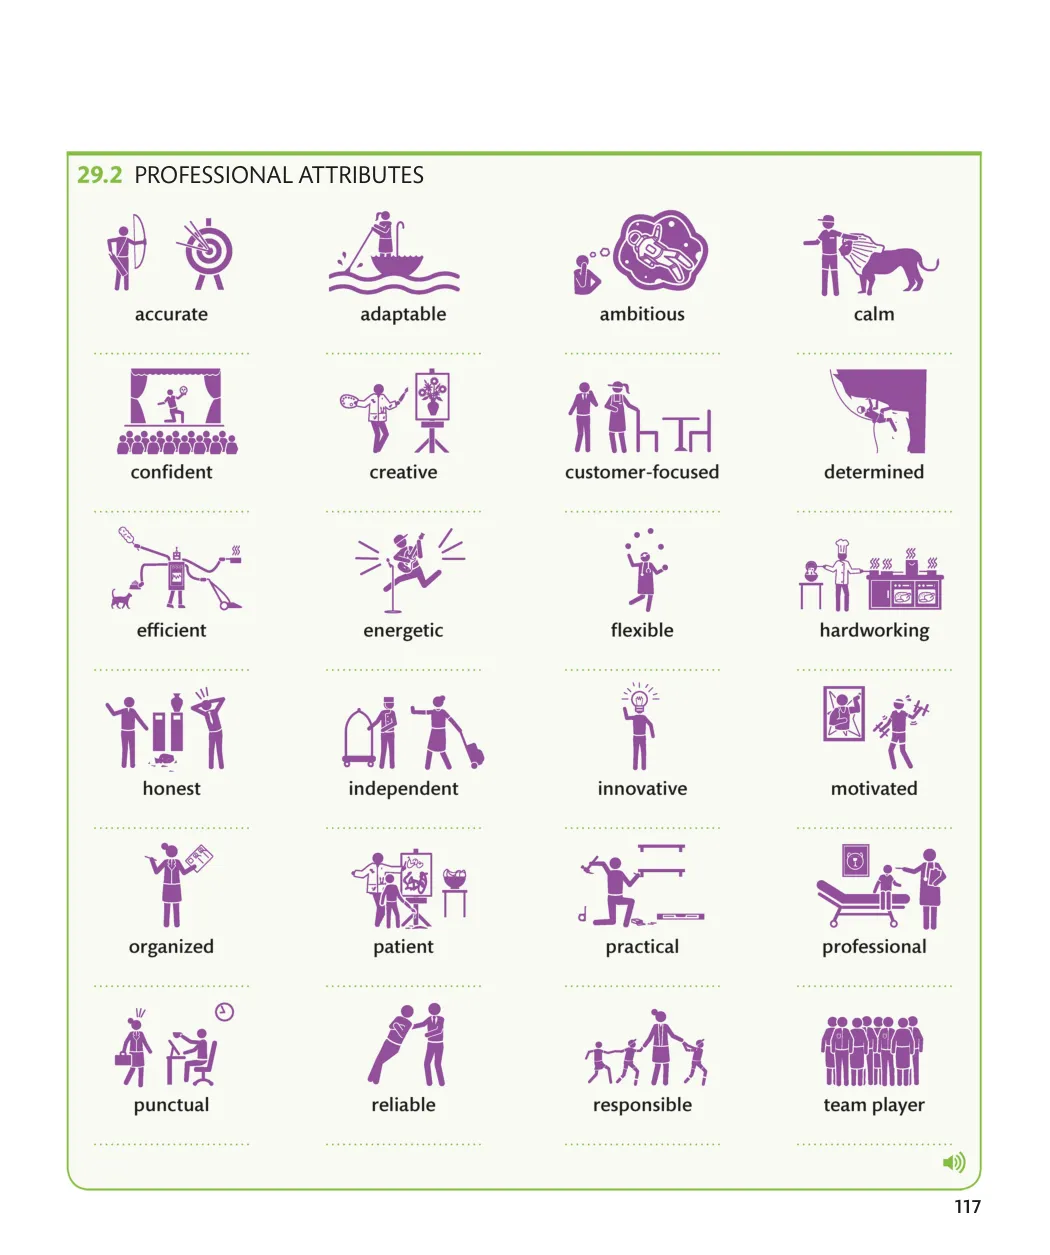 29.2 PROFESSIONAL ATTRIBUTES
accurate
adaptable
ambitious
calm
confident
creative
customer-focused
determined
efficient
energetic
flexible
hardworking
honest
independent
innovative
motivated
organized
patient
practical
professional
punctual
reliable
responsible
team player
117